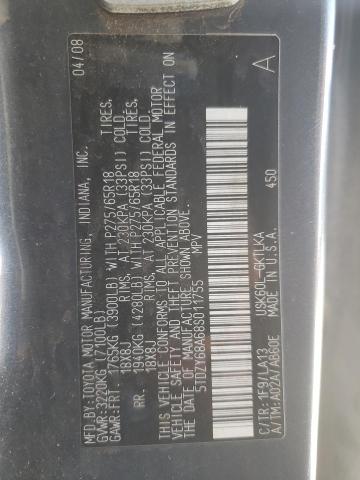 MFD.BY:TOYOTA MOTOR MANUFACTURING, INDIANA, INC. 04/08
GVWR:3220KG (7100LB)
GAWR:FRT. 1765KG (3900LB) WITH P275/65R18 TIRES,
18X8J RIMS, AT 230KPA (33PSI) COLD.
RR. 1940KG (4280LB) WITH P275/65R18 TIRES,
18X8J RIMS, AT 230KPA (33PSI) COLD.
THIS VEHICLE CONFORMS TO ALL APPLICABLE FEDERAL MOTOR
VEHICLE SAFETY AND THEFT PREVENTION STANDARDS IN EFFECT ON
THE DATE OF MANUFACTURE SHOWN ABOVE.
5TDZY68A68S011755 MPV
A
USK60L-GKTLKA 450
C/TR:1F9/LA13 MADE IN U.S.A.
A/TM:A02A/AB60E